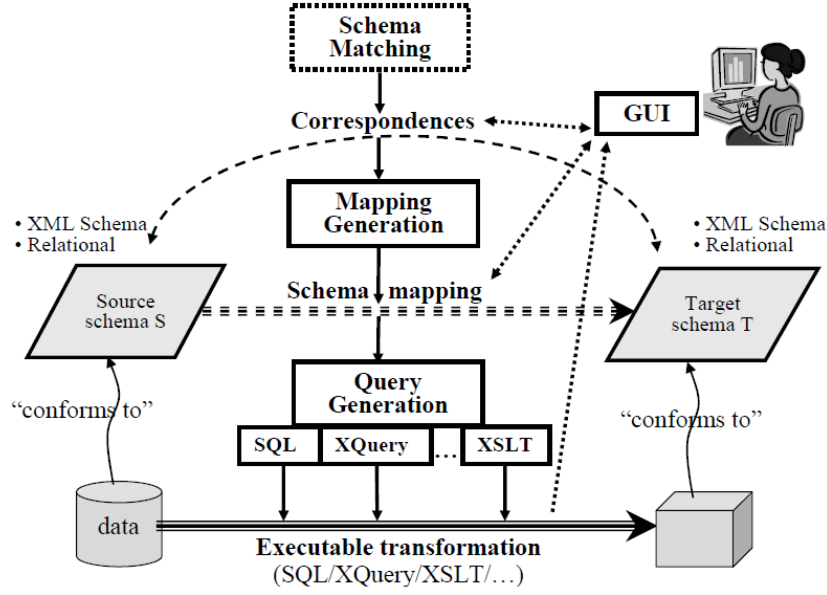 Schema
Matching
Correspondences
GUI
• XML Schema
• Relational
Mapping
Generation
• XML Schema
• Relational
Source
schema S
Schema mapping
Target
schema T
Query
Generation
“conforms to”
“conforms to”
SQL
XQuery
...
XSLT
data
Executable transformation
(SQL/XQuery/XSLT/…)